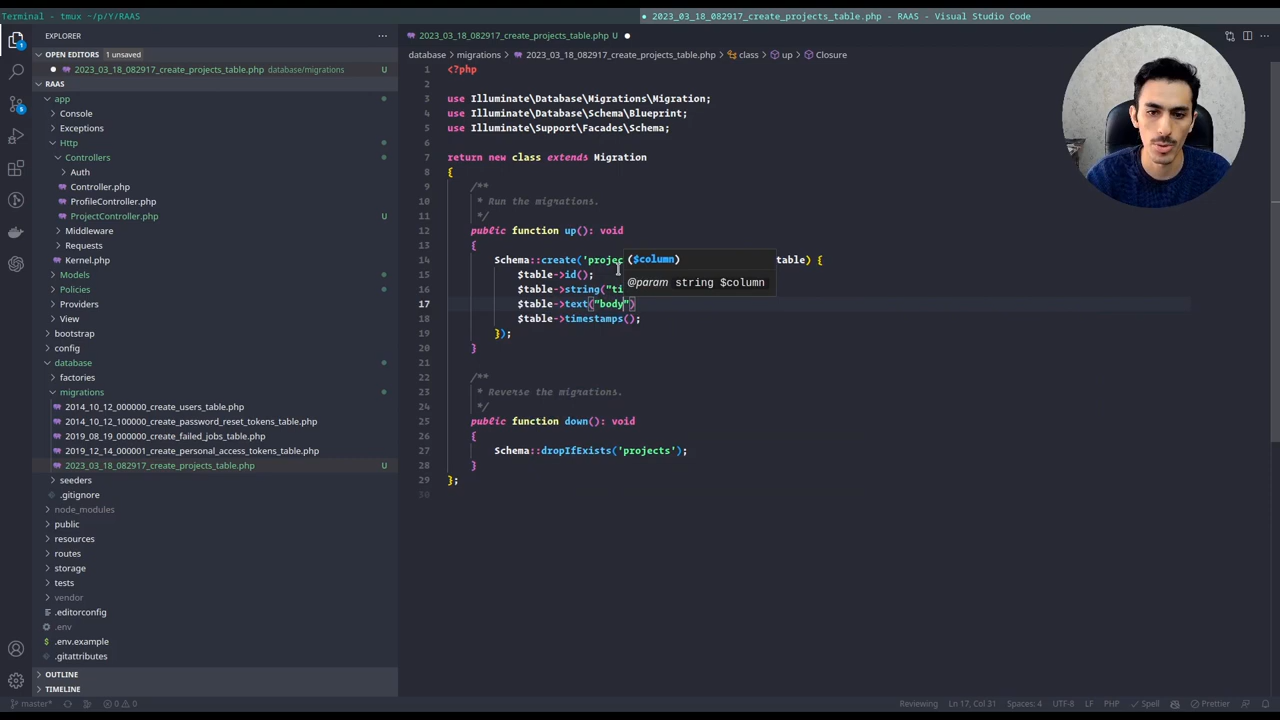 Terminal - tmux ~/p/Y/RAAS
2023_03_18_082917_create_projects_table.php - RAAS - Visual Studio Code
EXPLORER
OPEN EDITORS 1 unsaved
2023_03_18_082917_create_projects_table.php database/migrations U
RAAS
app
Console
Exceptions
Http
Controllers
Auth
Controller.php
ProfileController.php
ProjectController.php U
Middleware
Requests
Kernel.php
Models
Policies
Providers
View
bootstrap
config
database
factories
migrations
2014_10_12_000000_create_users_table.php
2014_10_12_100000_create_password_reset_tokens_table.php
2019_08_19_000000_create_failed_jobs_table.php
2019_12_14_000001_create_personal_access_tokens_table.php
2023_03_18_082917_create_projects_table.php U
seeders
.gitignore
node_modules
public
resources
routes
storage
tests
vendor
.editorconfig
.env
.env.example
.gitattributes
OUTLINE
TIMELINE
2023_03_18_082917_create_projects_table.php U
database > migrations > 2023_03_18_082917_create_projects_table.php > class > up > Closure
1 <?php
2
3 use Illuminate\Database\Migrations\Migration;
4 use Illuminate\Database\Schema\Blueprint;
5 use Illuminate\Support\Facades\Schema;
6
7 return new class extends Migration
8 {
9 /**
10 * Run the migrations.
11 */
12 public function up(): void
13 {
14 Schema::create('projec table) {
15 $table->id();
16 $table->string("ti
17 $table->text("body")
18 $table->timestamps();
19 });
20 }
21
22 /**
23 * Reverse the migrations.
24 */
25 public function down(): void
26 {
27 Schema::dropIfExists('projects');
28 }
29 };
30
($column)
@param string $column
master* 0 0 Reviewing Ln 17, Col 31 Spaces: 4 UTF-8 LF PHP Spell Prettier